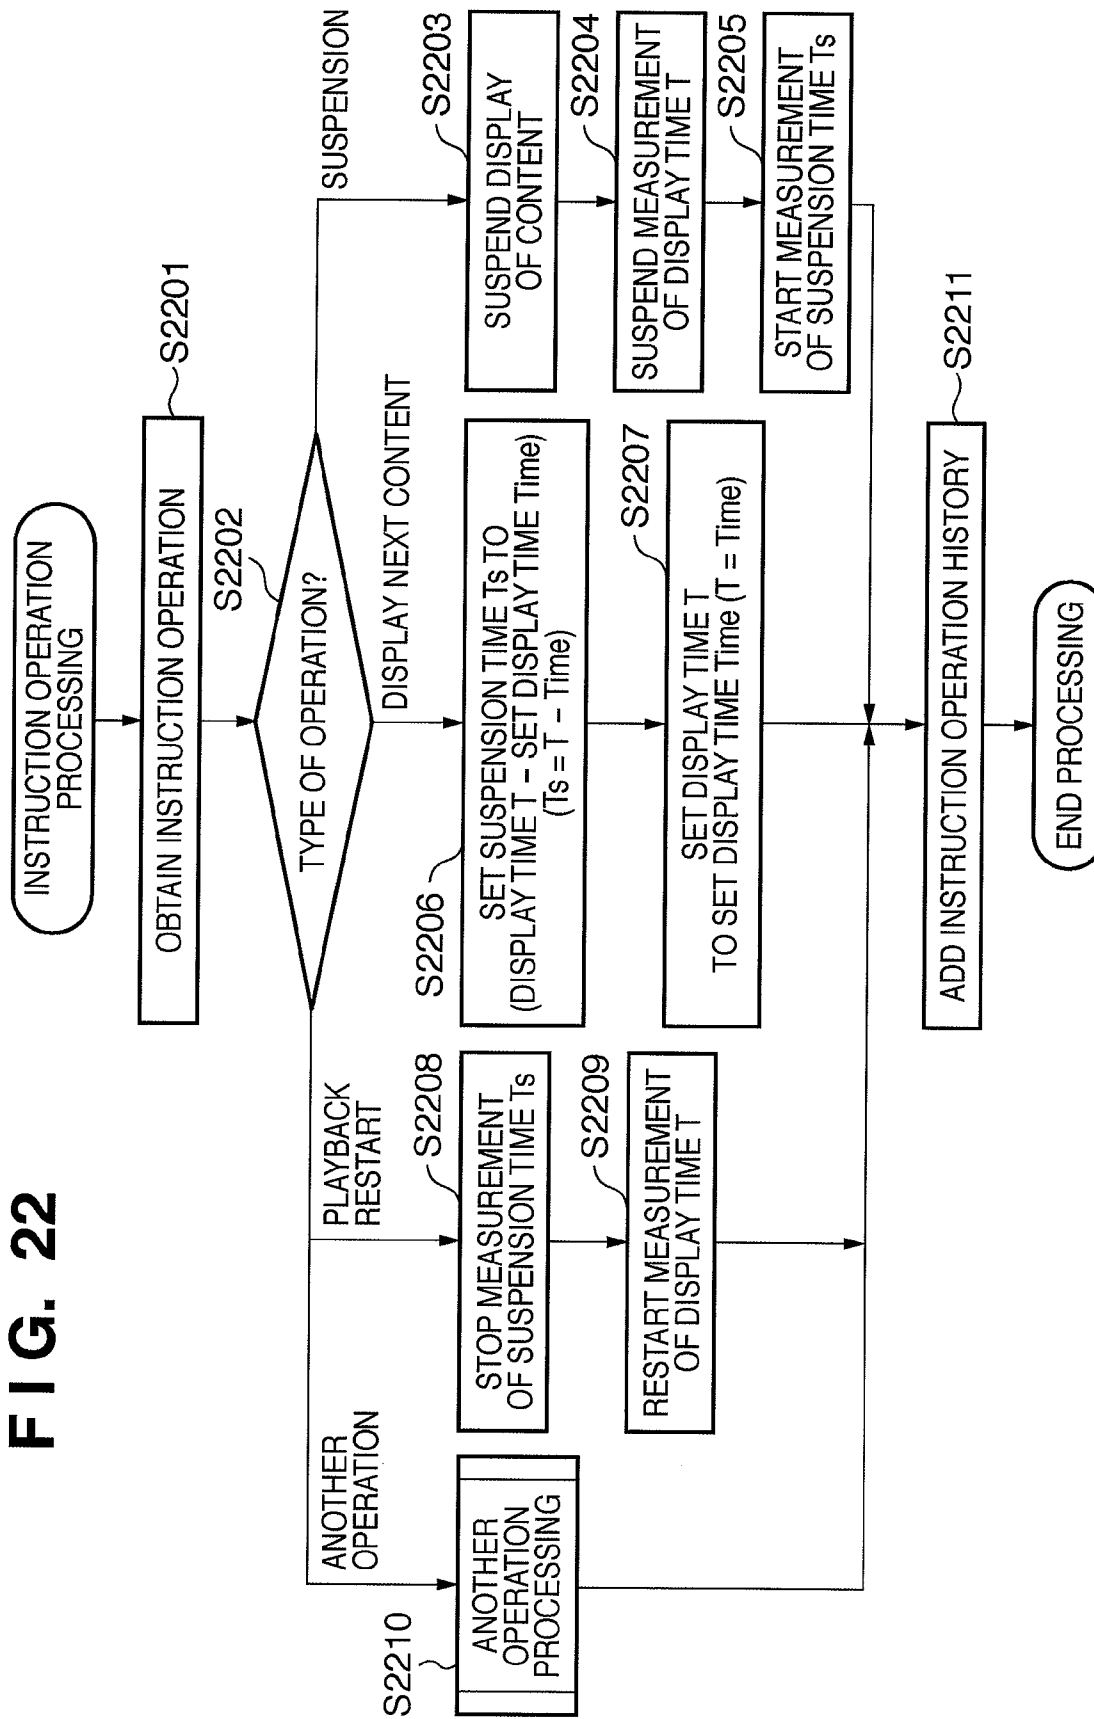 FIG. 22
INSTRUCTION OPERATION
PROCESSING
OBTAIN INSTRUCTION OPERATION
S2201
TYPE OF OPERATION?
S2202
ANOTHER
OPERATION
PLAYBACK
RESTART
DISPLAY NEXT CONTENT
SUSPENSION
S2210
ANOTHER
OPERATION
PROCESSING
STOP MEASUREMENT
OF SUSPENSION TIME Ts
S2208
RESTART MEASUREMENT
OF DISPLAY TIME T
S2209
S2206
SET SUSPENSION TIME Ts TO
(DISPLAY TIME T − SET DISPLAY TIME Time)
(Ts = T − Time)
SET DISPLAY TIME T
TO SET DISPLAY TIME Time (T = Time)
S2207
SUSPEND DISPLAY
OF CONTENT
S2203
SUSPEND MEASUREMENT
OF DISPLAY TIME T
S2204
START MEASUREMENT
OF SUSPENSION TIME Ts
S2205
ADD INSTRUCTION OPERATION HISTORY
S2211
END PROCESSING